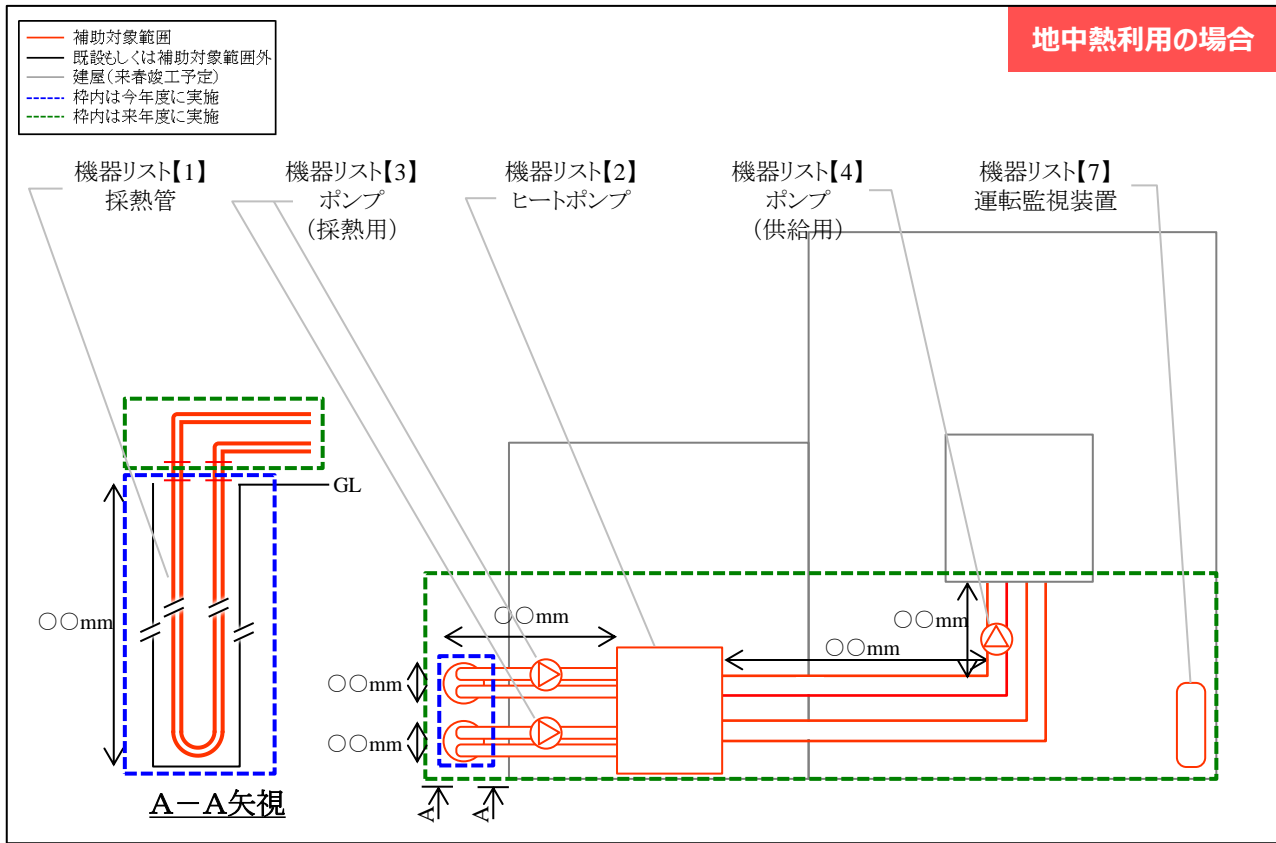 補助対象範囲
既設もしくは補助対象範囲外
建屋(来春竣工予定)
枠内は今年度に実施
枠内は来年度に実施
地中熱利用の場合
機器リスト【1】
採熱管
機器リスト【3】
ポンプ
(採熱用)
機器リスト【2】
ヒートポンプ
機器リスト【4】
ポンプ
(供給用)
機器リスト【7】
運転監視装置
GL
○○mm
○○mm
○○mm
○○mm
○○mm
○○mm
A-A矢視
A
A